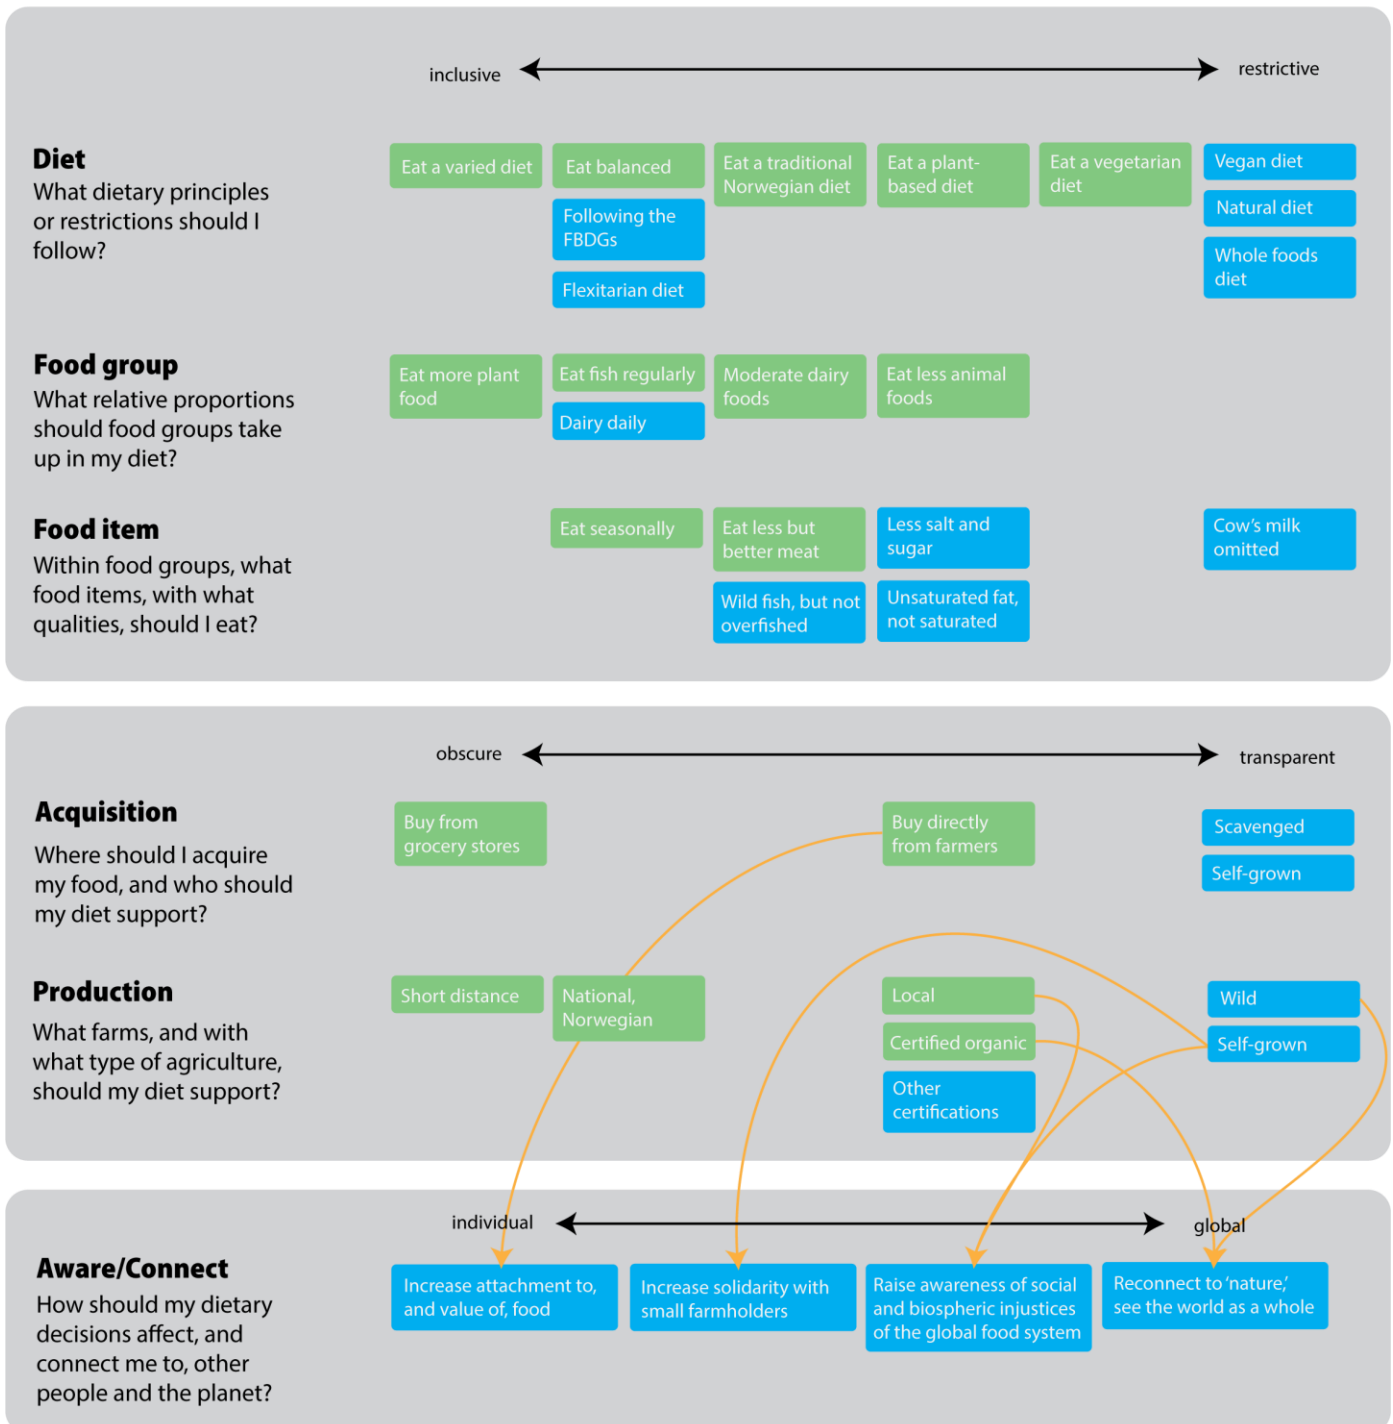 inclusive
restrictive
Diet
What dietary principles
or restrictions should I
follow?
Eat a varied diet
Eat balanced
Following the
FBDGs
Flexitarian diet
Eat a traditional
Norwegian diet
Eat a plant-
based diet
Eat a vegetarian
diet
Vegan diet
Natural diet
Whole foods
diet
Food group
What relative proportions
should food groups take
up in my diet?
Eat more plant
food
Eat fish regularly
Dairy daily
Moderate dairy
foods
Eat less animal
foods
Food item
Within food groups, what
food items, with what
qualities, should I eat?
Eat seasonally
Eat less but
better meat
Wild fish, but not
overfished
Less salt and
sugar
Unsaturated fat,
not saturated
Cow's milk
omitted
obscure
transparent
Acquisition
Where should I acquire
my food, and who should
my diet support?
Buy from
grocery stores
Buy directly
from farmers
Scavenged
Self-grown
Production
What farms, and with
what type of agriculture,
should my diet support?
Short distance
National,
Norwegian
Local
Certified organic
Other
certifications
Wild
Self-grown
individual
global
Aware/Connect
How should my dietary
decisions affect, and
connect me to, other
people and the planet?
Increase attachment to,
and value of, food
Increase solidarity with
small farmholders
Raise awareness of social
and biospheric injustices
of the global food system
Reconnect to 'nature,'
see the world as a whole